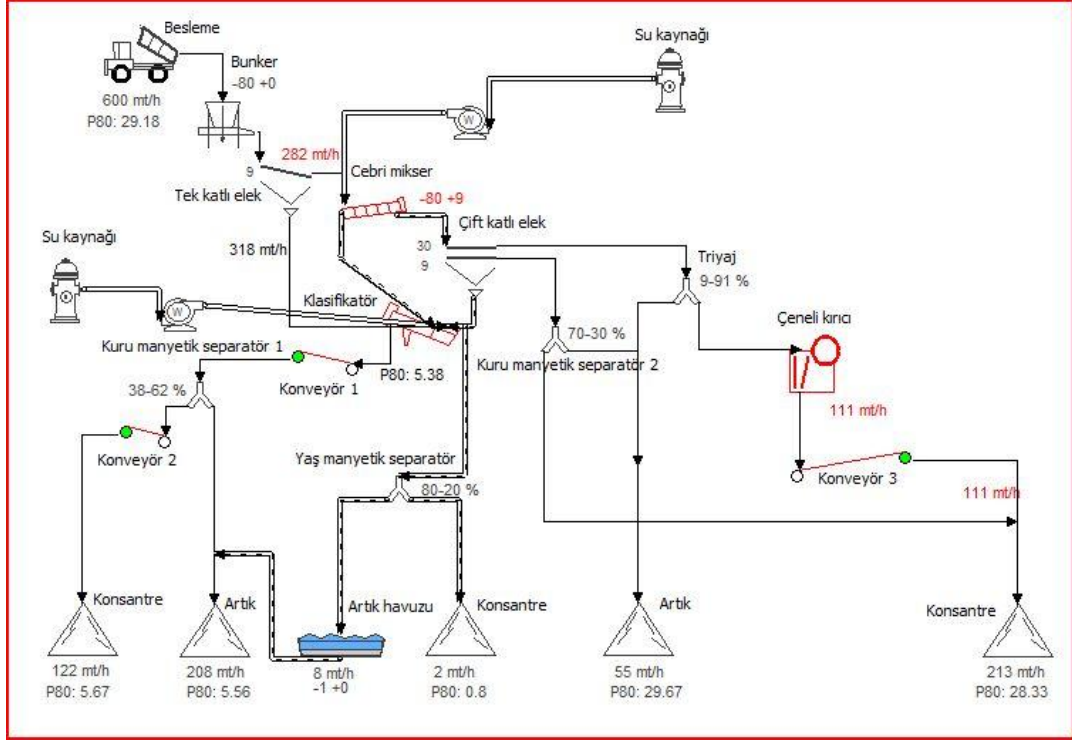 Besleme
Su kaynağı
Bunker
-80 +0
600 mt/h
P80: 29.18
W
282 mt/h
9
Cebri mikser
Tek katlı elek
-80 +9
Çift katlı elek
Su kaynağı
318 mt/h
30
9
Triyaj
9-91 %
Klasifikatör
W
Çeneli kırıcı
70-30 %
Kuru manyetik separatör 1
Kuru manyetik separatör 2
P80: 5.38
38-62 %
Konveyör 1
111 mt/h
Konveyör 2
Yaş manyetik separatör
80-20 %
Konveyör 3
111 mt/h
Konsantre
Artık
Artık havuzu
Konsantre
Artık
Konsantre
122 mt/h
P80: 5.67
208 mt/h
P80: 5.56
8 mt/h
-1 +0
2 mt/h
P80: 0.8
55 mt/h
P80: 29.67
213 mt/h
P80: 28.33